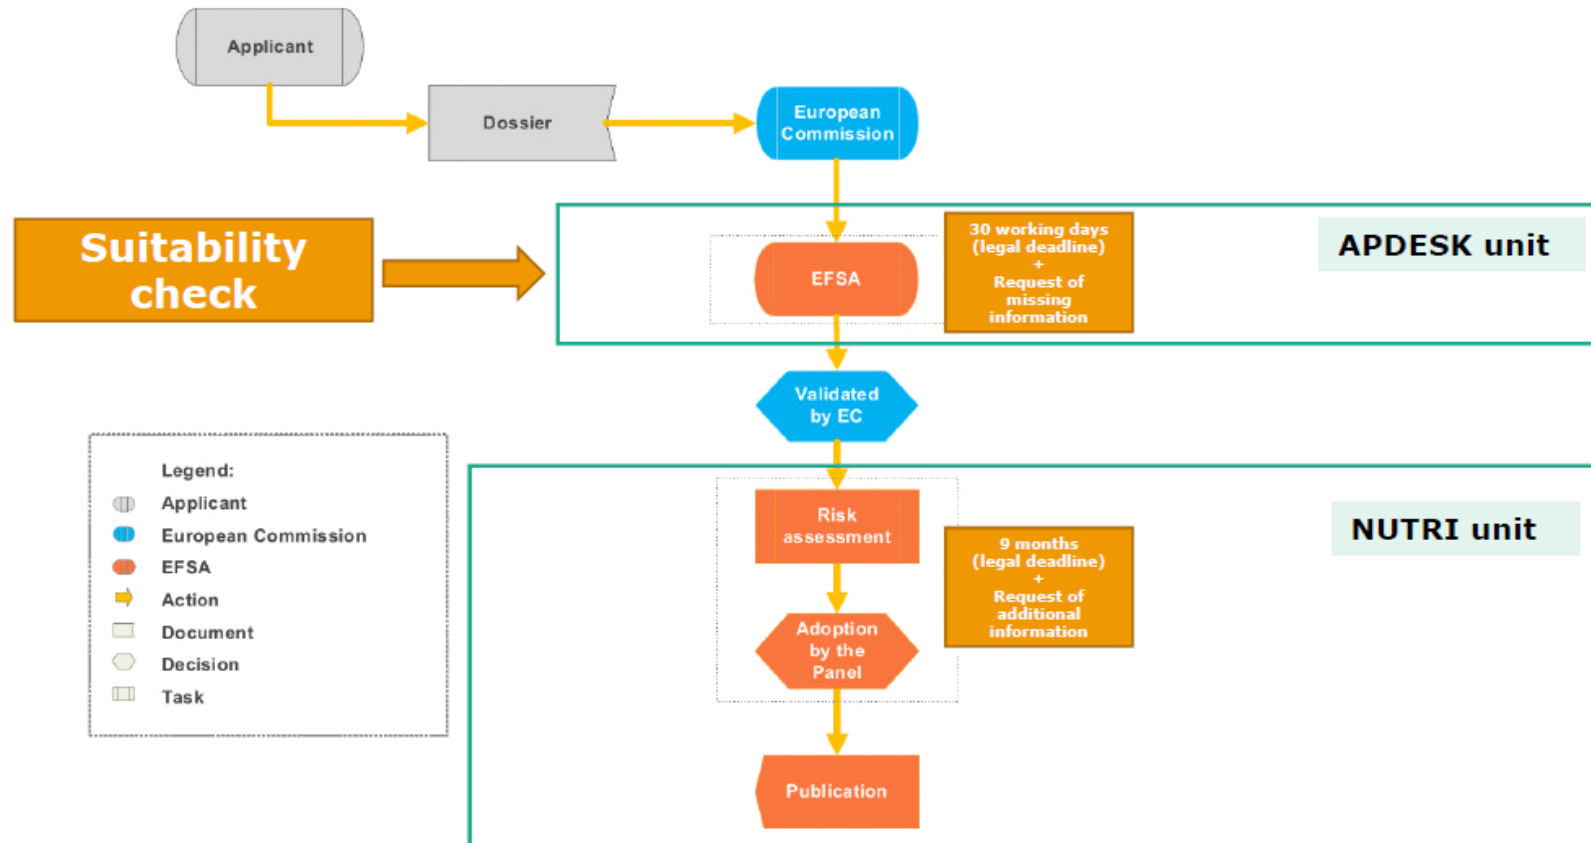 Applicant
Dossier
European
Commission
Suitability
check
EFSA
30 working days
(legal deadline)
+
Request of
missing
information
APDESK unit
Validated
by EC
Legend:
Applicant
European Commission
EFSA
Action
Document
Decision
Task
Risk
assessment
9 months
(legal deadline)
+
Request of
additional
information
NUTRI unit
Adoption
by the
Panel
Publication